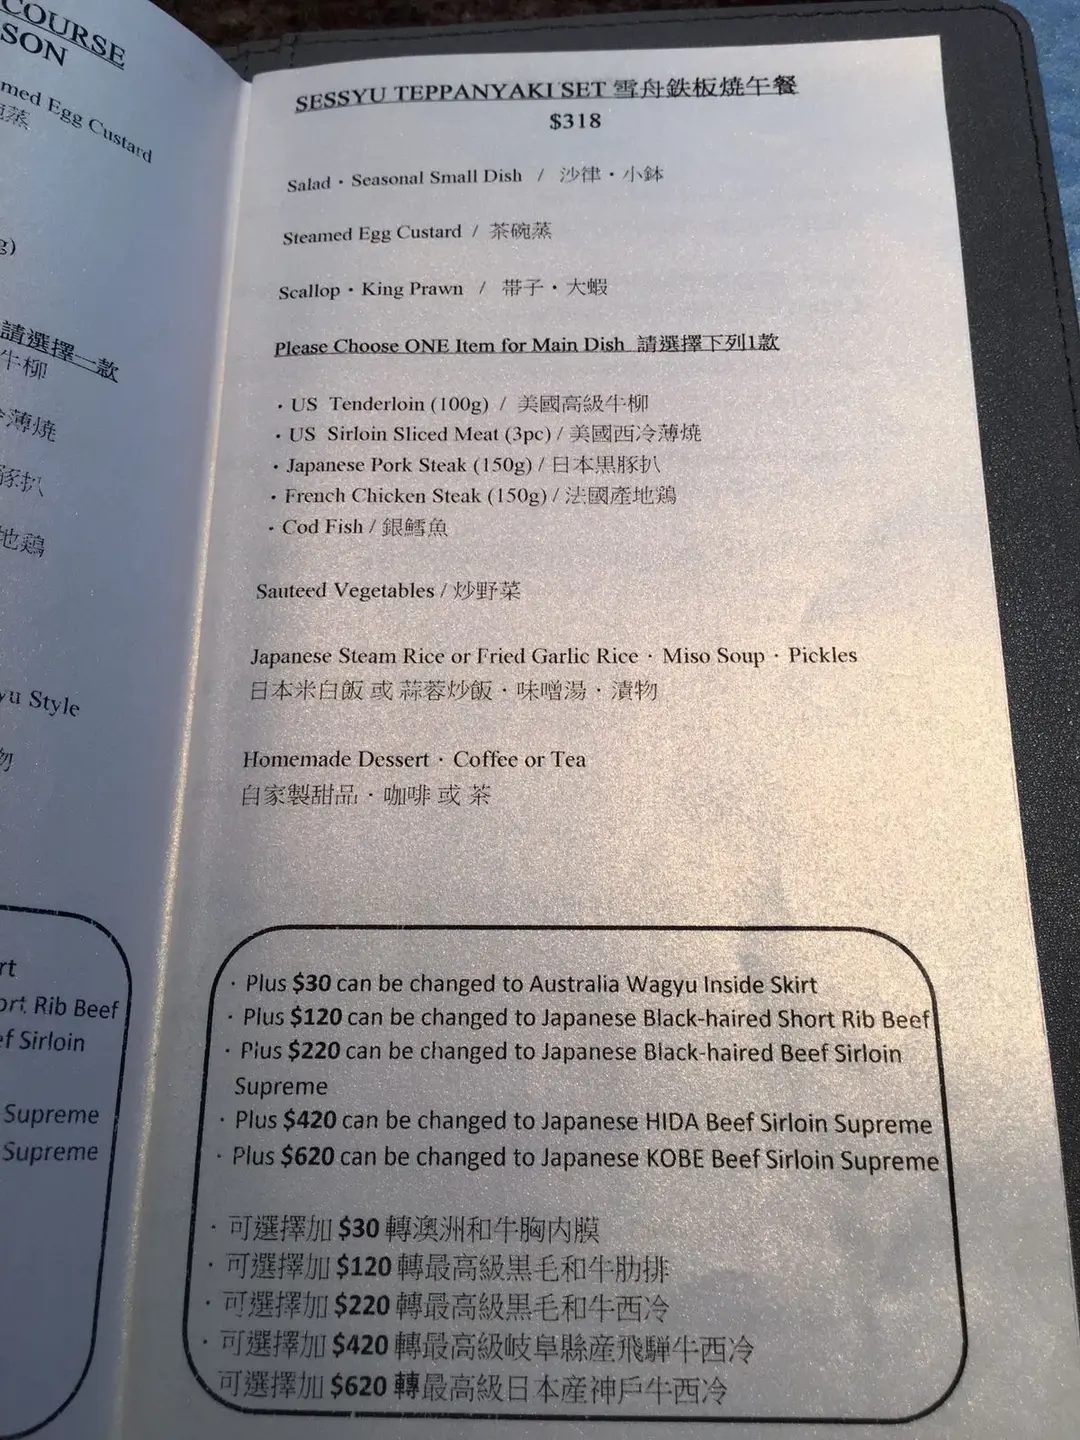 COURSE
SON
med Egg Custard
碗蒸
g)
請選擇一款
牛柳
薄燒
豚扒
地鶏
yu Style
物
rt
ort Rib Beef
ef Sirloin
Supreme
Supreme
SESSYU TEPPANYAKI SET 雪舟鉄板燒午餐
$318
Salad・Seasonal Small Dish / 沙律・小鉢
Steamed Egg Custard / 茶碗蒸
Scallop・King Prawn / 帶子・大蝦
Please Choose ONE Item for Main Dish 請選擇下列1款
・US Tenderloin (100g) / 美國高級牛柳
・US Sirloin Sliced Meat (3pc) / 美國西冷薄燒
・Japanese Pork Steak (150g) / 日本黑豚扒
・French Chicken Steak (150g) / 法國產地鶏
・Cod Fish / 銀鱈魚
Sauteed Vegetables / 炒野菜
Japanese Steam Rice or Fried Garlic Rice・Miso Soup・Pickles
日本米白飯 或 蒜蓉炒飯・味噌湯・漬物
Homemade Dessert・Coffee or Tea
自家製甜品・咖啡 或 茶
・Plus $30 can be changed to Australia Wagyu Inside Skirt
・Plus $120 can be changed to Japanese Black-haired Short Rib Beef
・Plus $220 can be changed to Japanese Black-haired Beef Sirloin
Supreme
・Plus $420 can be changed to Japanese HIDA Beef Sirloin Supreme
・Plus $620 can be changed to Japanese KOBE Beef Sirloin Supreme
・可選擇加 $30 轉澳洲和牛胸內膜
・可選擇加 $120 轉最高級黑毛和牛肋排
・可選擇加 $220 轉最高級黑毛和牛西冷
・可選擇加 $420 轉最高級岐阜縣産飛騨牛西冷
可選擇加 $620 轉最高級日本産神戶牛西冷